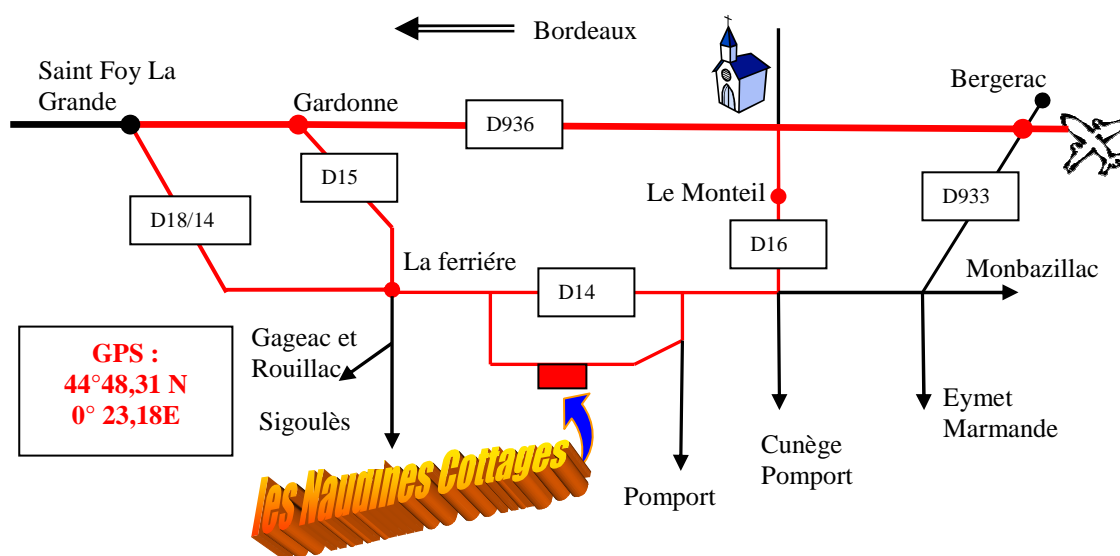 Bordeaux
Saint Foy La
Grande
Gardonne
Bergerac
D936
D15
Le Monteil
D933
D18/14
D16
La ferriére
Monbazillac
D14
GPS :
44°48,31 N
0° 23,18E
Gageac et
Rouillac
Sigoulès
Eymet
Marmande
Cunège
Pomport
les Naugines Cottages
Pomport